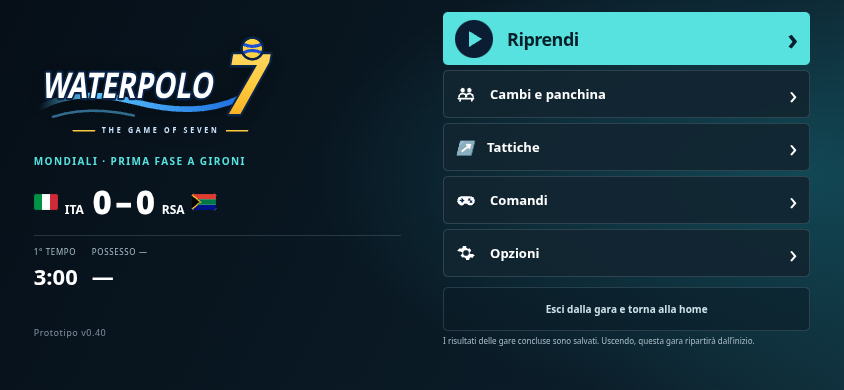 WATERPOLO 7
THE GAME OF SEVEN
MONDIALI · PRIMA FASE A GIRONI
ITA 0–0 RSA
1° TEMPO POSSESSO —
3:00 —
Prototipo v0.40
Riprendi
Cambi e panchina
Tattiche
Comandi
Opzioni
Esci dalla gara e torna alla home
I risultati delle gare concluse sono salvati. Uscendo, questa gara ripartirà dall'inizio.